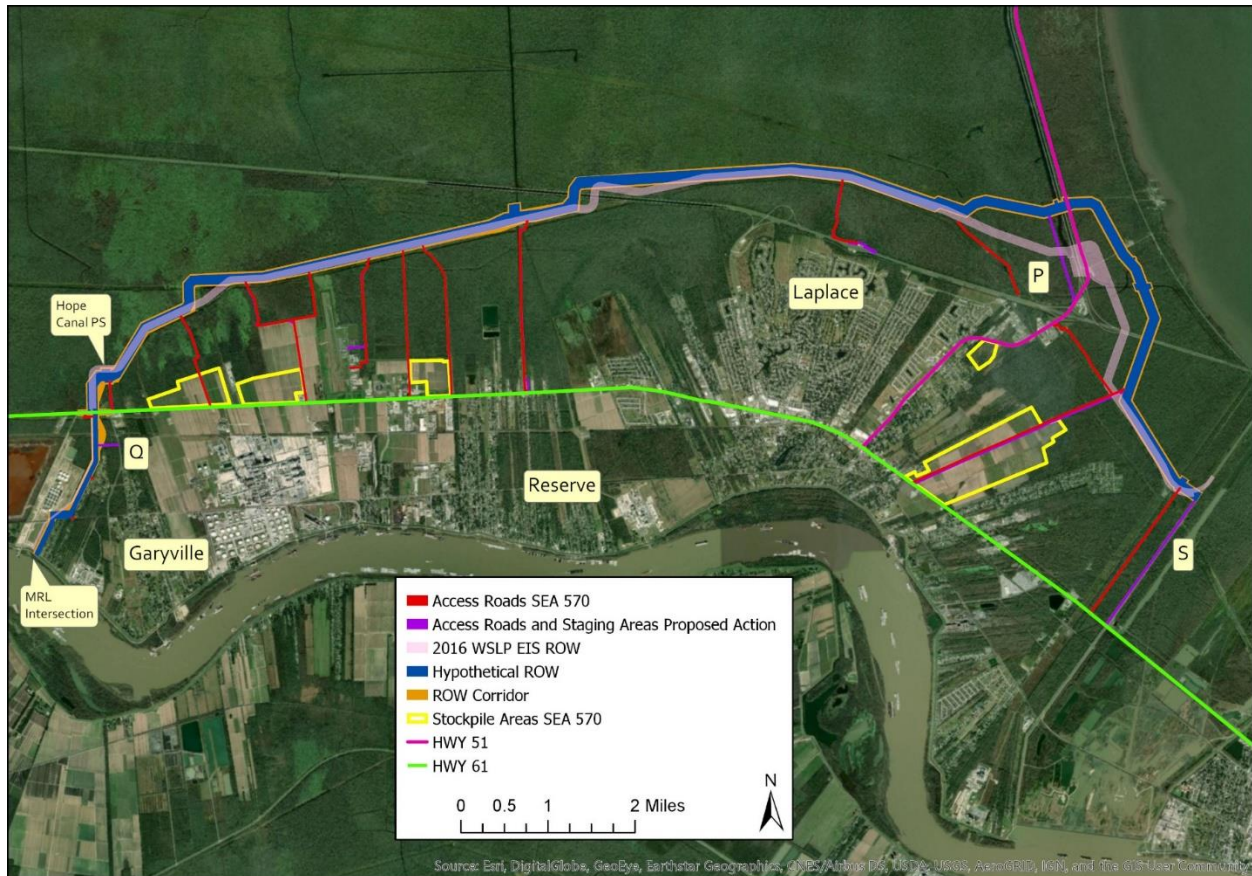 Hope
Canal PS
P
Laplace
Q
Reserve
Garyville
S
MRL
Intersection
Access Roads SEA 570
Access Roads and Staging Areas Proposed Action
2016 WSLP EIS ROW
Hypothetical ROW
ROW Corridor
Stockpile Areas SEA 570
HWY 51
HWY 61
N
0 0.5 1 2 Miles
Source: Esri, DigitalGlobe, GeoEye, Earthstar Geographics, CNES/Airbus DS, USDA, USGS, AeroGRID, IGN, and the GIS User Community